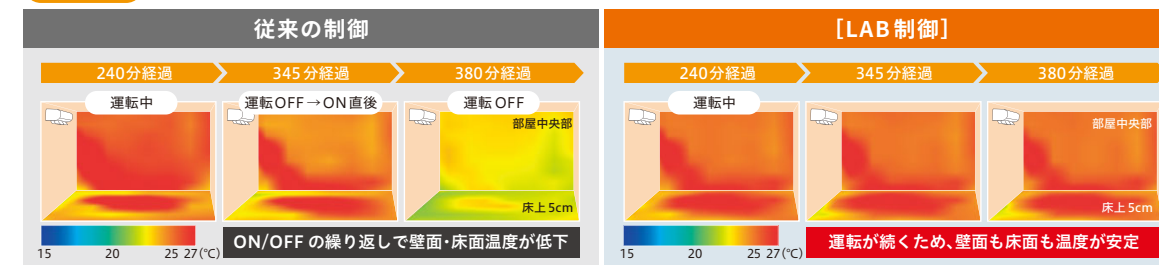 従来の制御
240分経過
345分経過
380分経過
運転中
運転OFF→ON直後
運転OFF
部屋中央部
床上5cm
15 20 25 27(℃)
ON/OFFの繰り返しで壁面・床面温度が低下
[LAB制御]
240分経過
345分経過
380分経過
運転中
部屋中央部
床上5cm
15 20 25 27(℃)
運転が続くため、壁面も床面も温度が安定